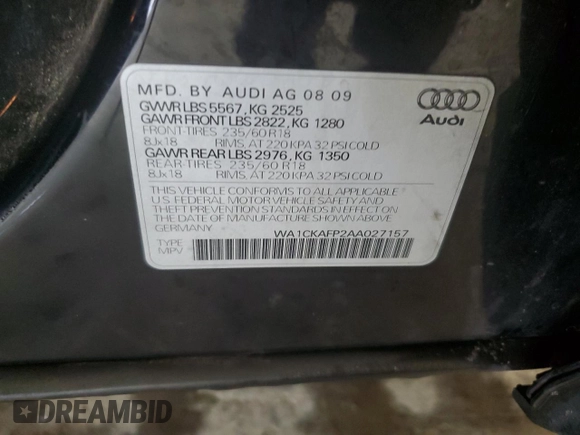 MFD. BY AUDI AG 08 09
GVWR LBS 5567, KG 2525
GAWR FRONT LBS 2822, KG 1280
FRONT-TIRES 235/60 R18
8Jx18 RIMS, AT 220 KPA 32 PSI COLD
GAWR REAR LBS 2976, KG 1350
REAR-TIRES 235/60 R18
8Jx18 RIMS, AT 220 KPA 32 PSI COLD
THIS VEHICLE CONFORMS TO ALL APPLICABLE
U.S. FEDERAL MOTOR VEHICLE SAFETY AND
THEFT PREVENTION STANDARDS IN EFFECT ON
THE DATE OF MANUFACTURE SHOWN ABOVE
GERMANY
WA1CKAFP2AA027157
TYPE
MPV
Audi
DREAMBID